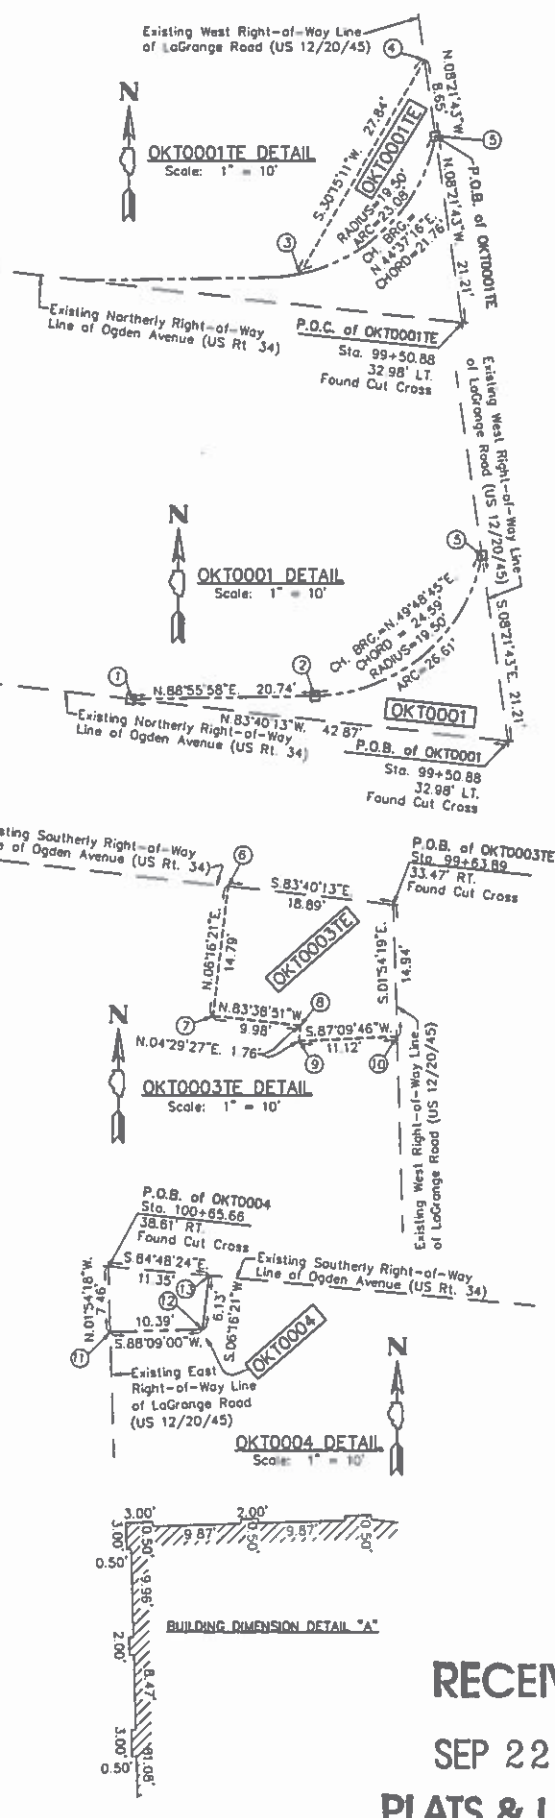 Existing West Right-of-Way Line
of LaGrange Road (US 12/20/45)
4
N.08°21'43"W.
8.65'
N
OKT0001TE DETAIL
Scale: 1" = 10'
S.30°15'11"W. 27.84'
OKT0001TE
5
RADIUS=19.50'
ARC=23.08'
CH. BRG.=
N 44°37'16"E.
CHORD=21.76'
N.08°21'43"W. 21.21'
P.O.B. of OKT0001TE
3
Existing Northerly Right-of-Way
Line of Ogden Avenue (US Rt 34)
P.O.C. of OKT0001TE
Sta. 99+50.88
32.98' LT.
Found Cut Cross
Existing West Right-of-Way Line
of LaGrange Road (US 12/20/45)
N
OKT0001 DETAIL
Scale: 1" = 10'
5
CH. BRG.=N.49°48'45"E.
CHORD = 24.59'
RADIUS=19.50'
ARC=26.61'
S.08°21'43"E. 21.21'
1
2
N.88°55'58"E. 20.74'
N.83°40'13"W. 42.87'
OKT0001
Existing Northerly Right-of-Way
Line of Ogden Avenue (US Rt. 34)
P.O.B. of OKT0001
Sta. 99+50.88
32.98' LT.
Found Cut Cross
sting Southerly Right-of-Way
e of Ogden Avenue (US Rt. 34)
6
P.O.B. of OKT0003TE
Sta. 99+63.89
33.47' RT.
Found Cut Cross
S.83°40'13"E.
18.89'
N.06°16'21"E.
14.79'
OKT0003TE
S.01°54'19"E.
14.94'
7
N.83°38'51"W.
9.98'
8
S.87°09'46"W.
11.12'
N.04°29'27"E. 1.76'
9
10
N
OKT0003TE DETAIL
Scale: 1" = 10'
Existing West Right-of-Way Line
of LaGrange Road (US 12/20/45)
P.O.B. of OKT0004
Sta. 100+65.66
38.61' RT.
Found Cut Cross
S.84°48'24"E.
11.35'
Existing Southerly Right-of-Way
Line of Ogden Avenue (US Rt. 34)
N.01°54'18"W.
7.46'
13
12
6.13'
S.06°16'21"W.
10.39'
S.88°09'00"W.
11
OKT0004
Existing East
Right-of-Way Line
of LaGrange Road
(US 12/20/45)
N
OKT0004 DETAIL
Scale: 1" = 10'
3.00'
2.00'
9.87'
9.87'
0.50'
0.50'
0.50'
3.00'
0.50'
9.96'
2.00'
8.47'
3.00'
0.50'
BUILDING DIMENSION DETAIL "A"
RECEIV
SEP 22
PLATS & L